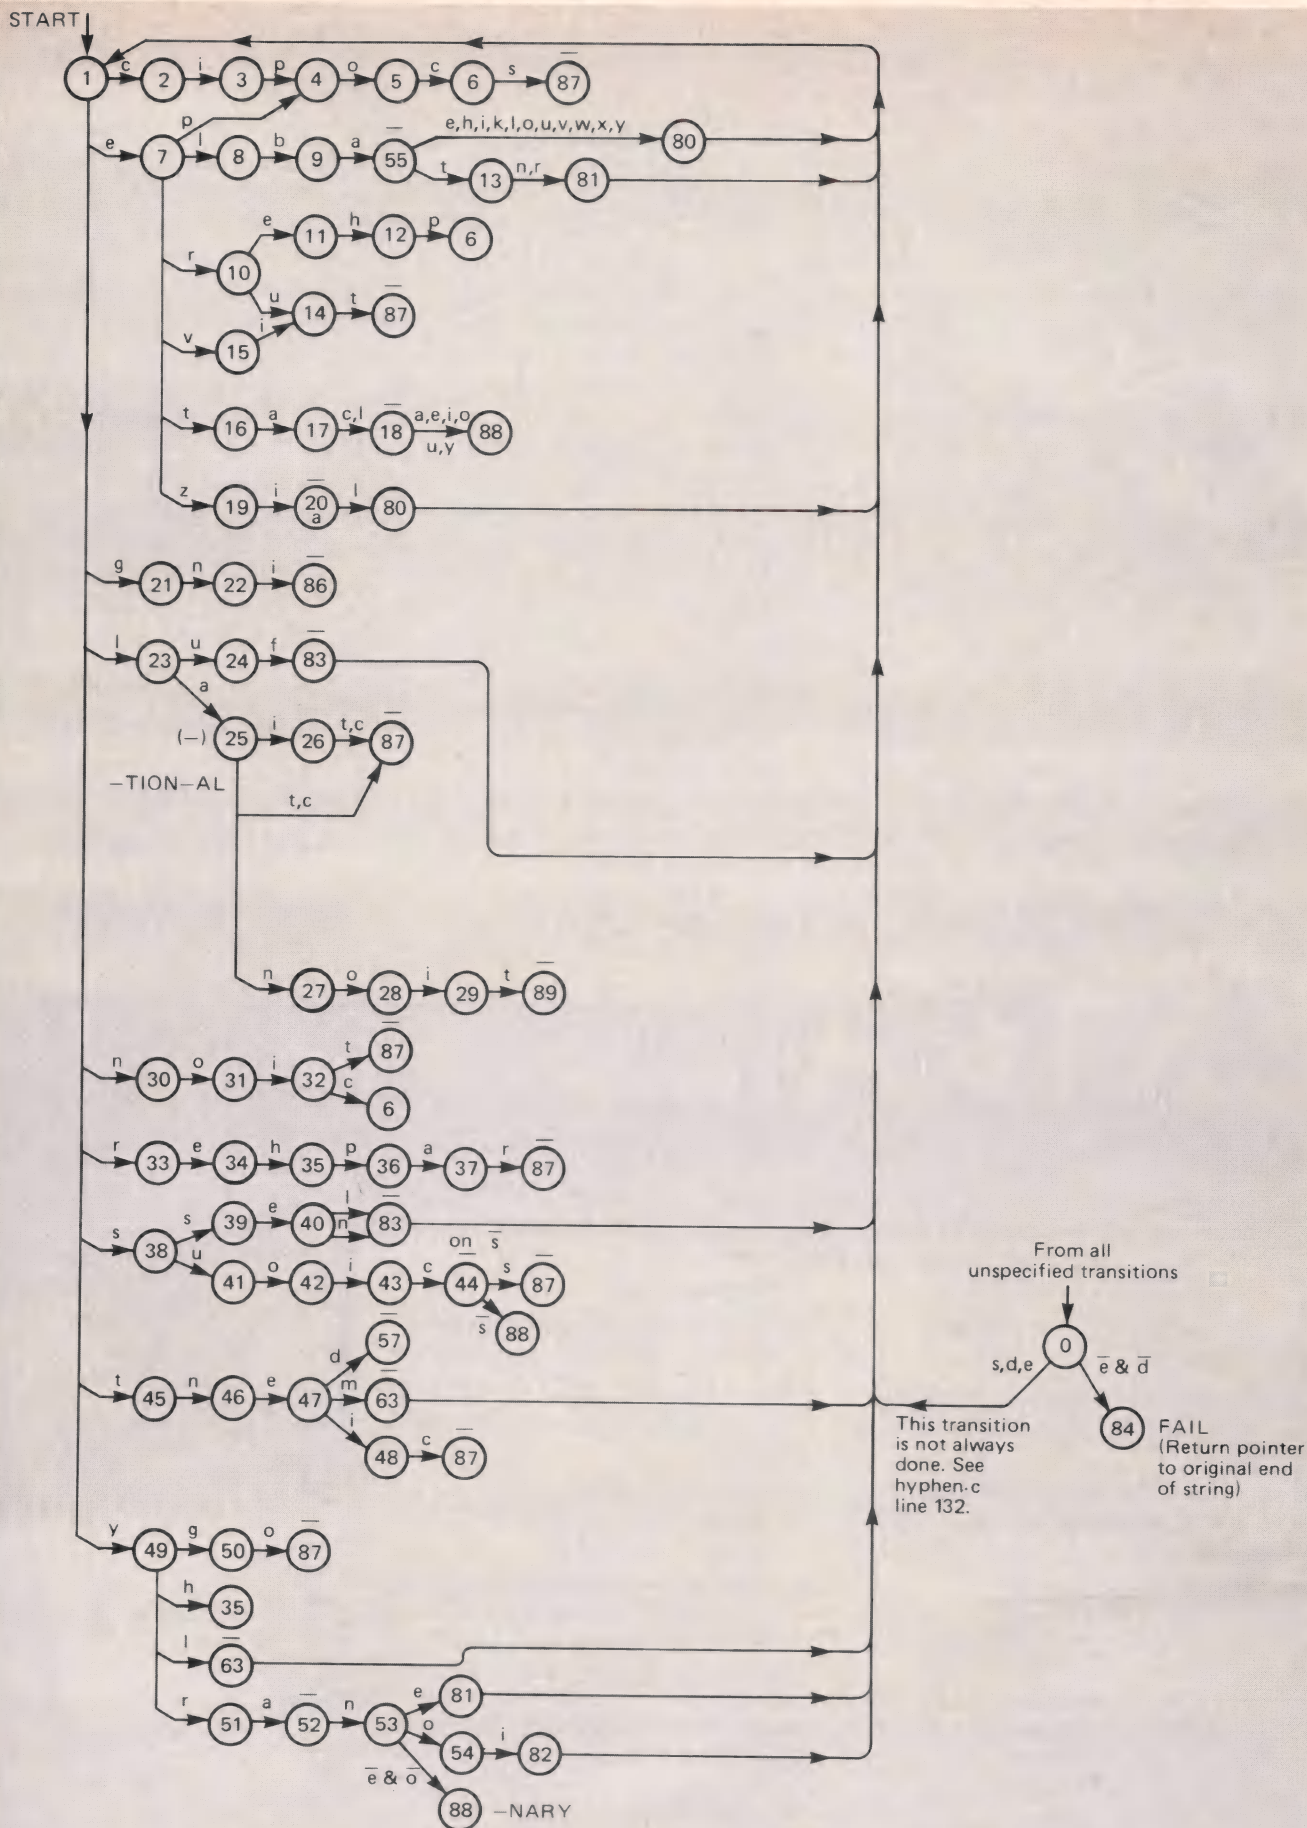 START
1 c 2 i 3 p 4 o 5 c 6 s 87
p
e 7 l 8 b 9 a 55 e,h,i,k,l,o,u,v,w,x,y 80
t 13 n,r 81
e 11 h 12 p 6
r 10
u 14 t 87
v 15 i
t 16 a 17 c,l 18 a,e,i,o 88
u,y
z 19 i 20 l 80
a
g 21 n 22 i 86
l 23 u 24 f 83
a
(–) 25 i 26 t,c 87
–TION–AL
t,c
n 27 o 28 i 29 t 89
n 30 o 31 i 32 t 87
c 6
r 33 e 34 h 35 p 36 a 37 r 87
s 38 s 39 e 40 l 83
n
on s̅
u 41 o 42 i 43 c 44 s 87
s̅ 88
d 57
t 45 n 46 e 47 m 63
i 48 c 87
From all
unspecified transitions
0
s,d,e e̅ & d̅
84 FAIL
(Return pointer
to original end
of string)
This transition
is not always
done. See
hyphen.c
line 132.
y 49 g 50 o 87
h 35
l 63
r 51 a 52 n 53 e 81
o 54 i 82
e̅ & o̅
88 –NARY